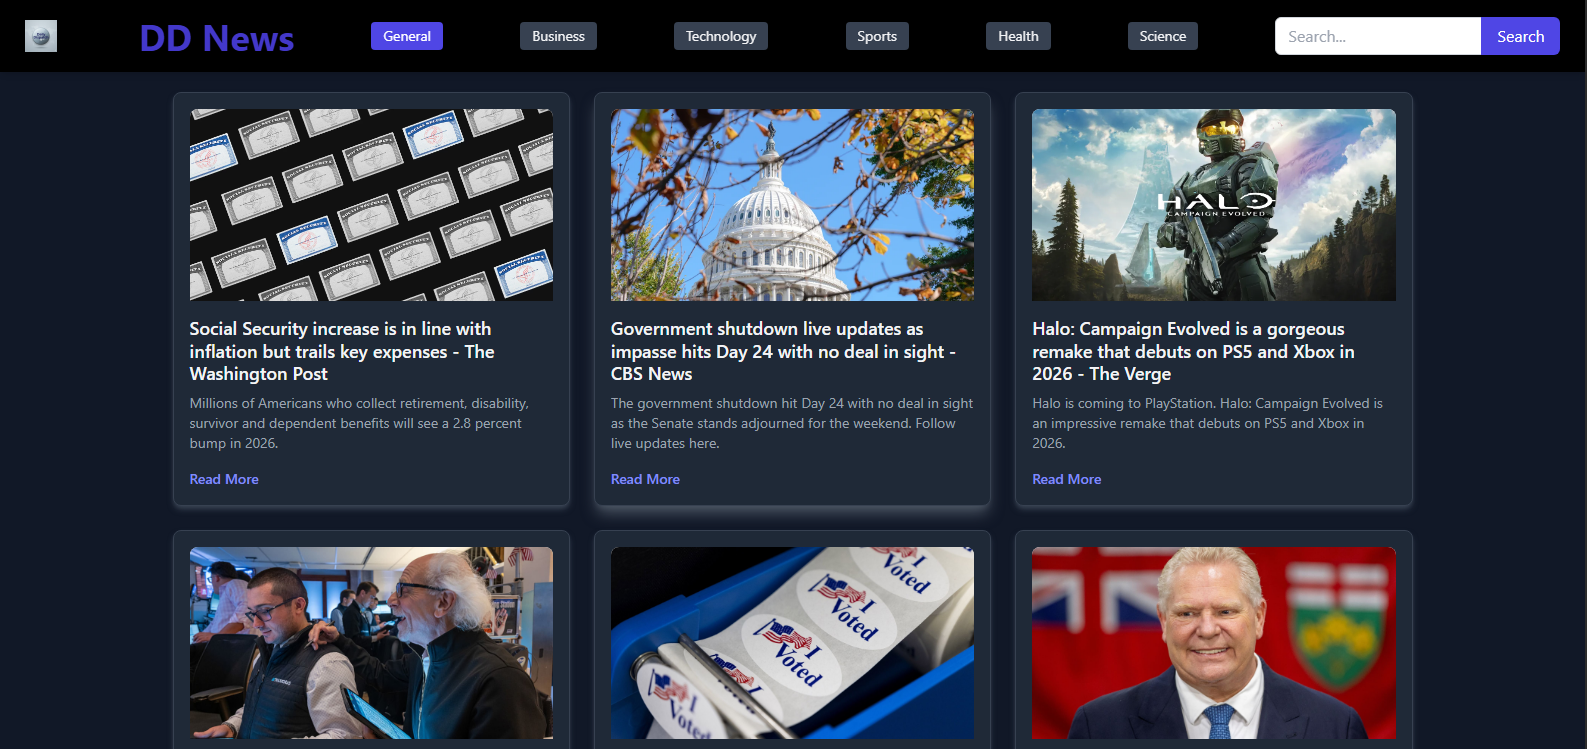 DD News
General
Business
Technology
Sports
Health
Science
Search...
Search
SOCIAL SECURITY
HALO
CAMPAIGN EVOLVED
Social Security increase is in line with
inflation but trails key expenses - The
Washington Post
Millions of Americans who collect retirement, disability,
survivor and dependent benefits will see a 2.8 percent
bump in 2026.
Read More
Government shutdown live updates as
impasse hits Day 24 with no deal in sight -
CBS News
The government shutdown hit Day 24 with no deal in sight
as the Senate stands adjourned for the weekend. Follow
live updates here.
Read More
Halo: Campaign Evolved is a gorgeous
remake that debuts on PS5 and Xbox in
2026 - The Verge
Halo is coming to PlayStation. Halo: Campaign Evolved is
an impressive remake that debuts on PS5 and Xbox in
2026.
Read More
I Voted
I Voted
I Voted
I Voted